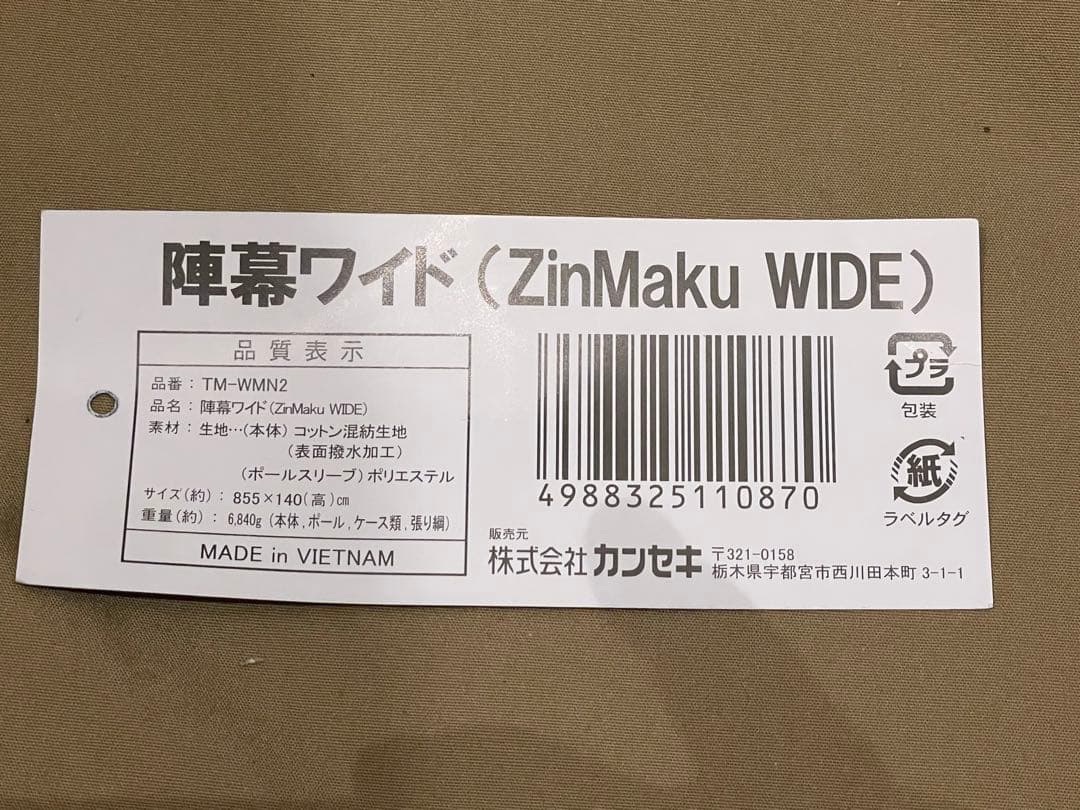 陣幕ワイド（ZinMaku WIDE）
品質表示
品番：TM-WMN2
品名：陣幕ワイド(ZinMaku WIDE)
素材：生地…(本体) コットン混紡生地
（表面撥水加工）
（ポールスリーブ）ポリエステル
サイズ(約)：855×140(高)㎝
重量(約)：6,840g（本体,ポール,ケース類,張り綱）
MADE in VIETNAM
4988325110870
プラ
包装
紙
ラベルタグ
販売元
株式会社 カンセキ 〒321-0158
栃木県宇都宮市西川田本町 3-1-1